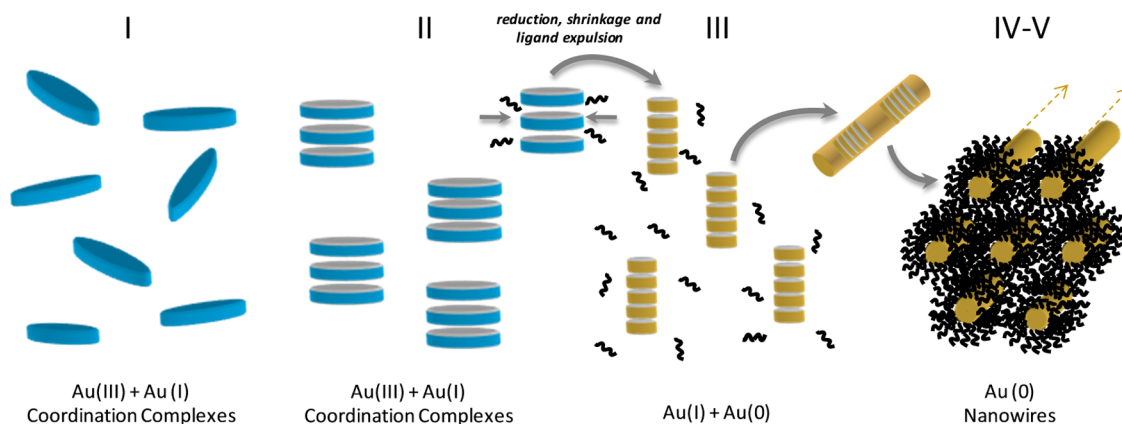 I
II
reduction, shrinkage and
ligand expulsion
III
IV-V
Au(III) + Au (I)
Coordination Complexes
Au(III) + Au(I)
Coordination Complexes
Au(I) + Au(0)
Au (0)
Nanowires